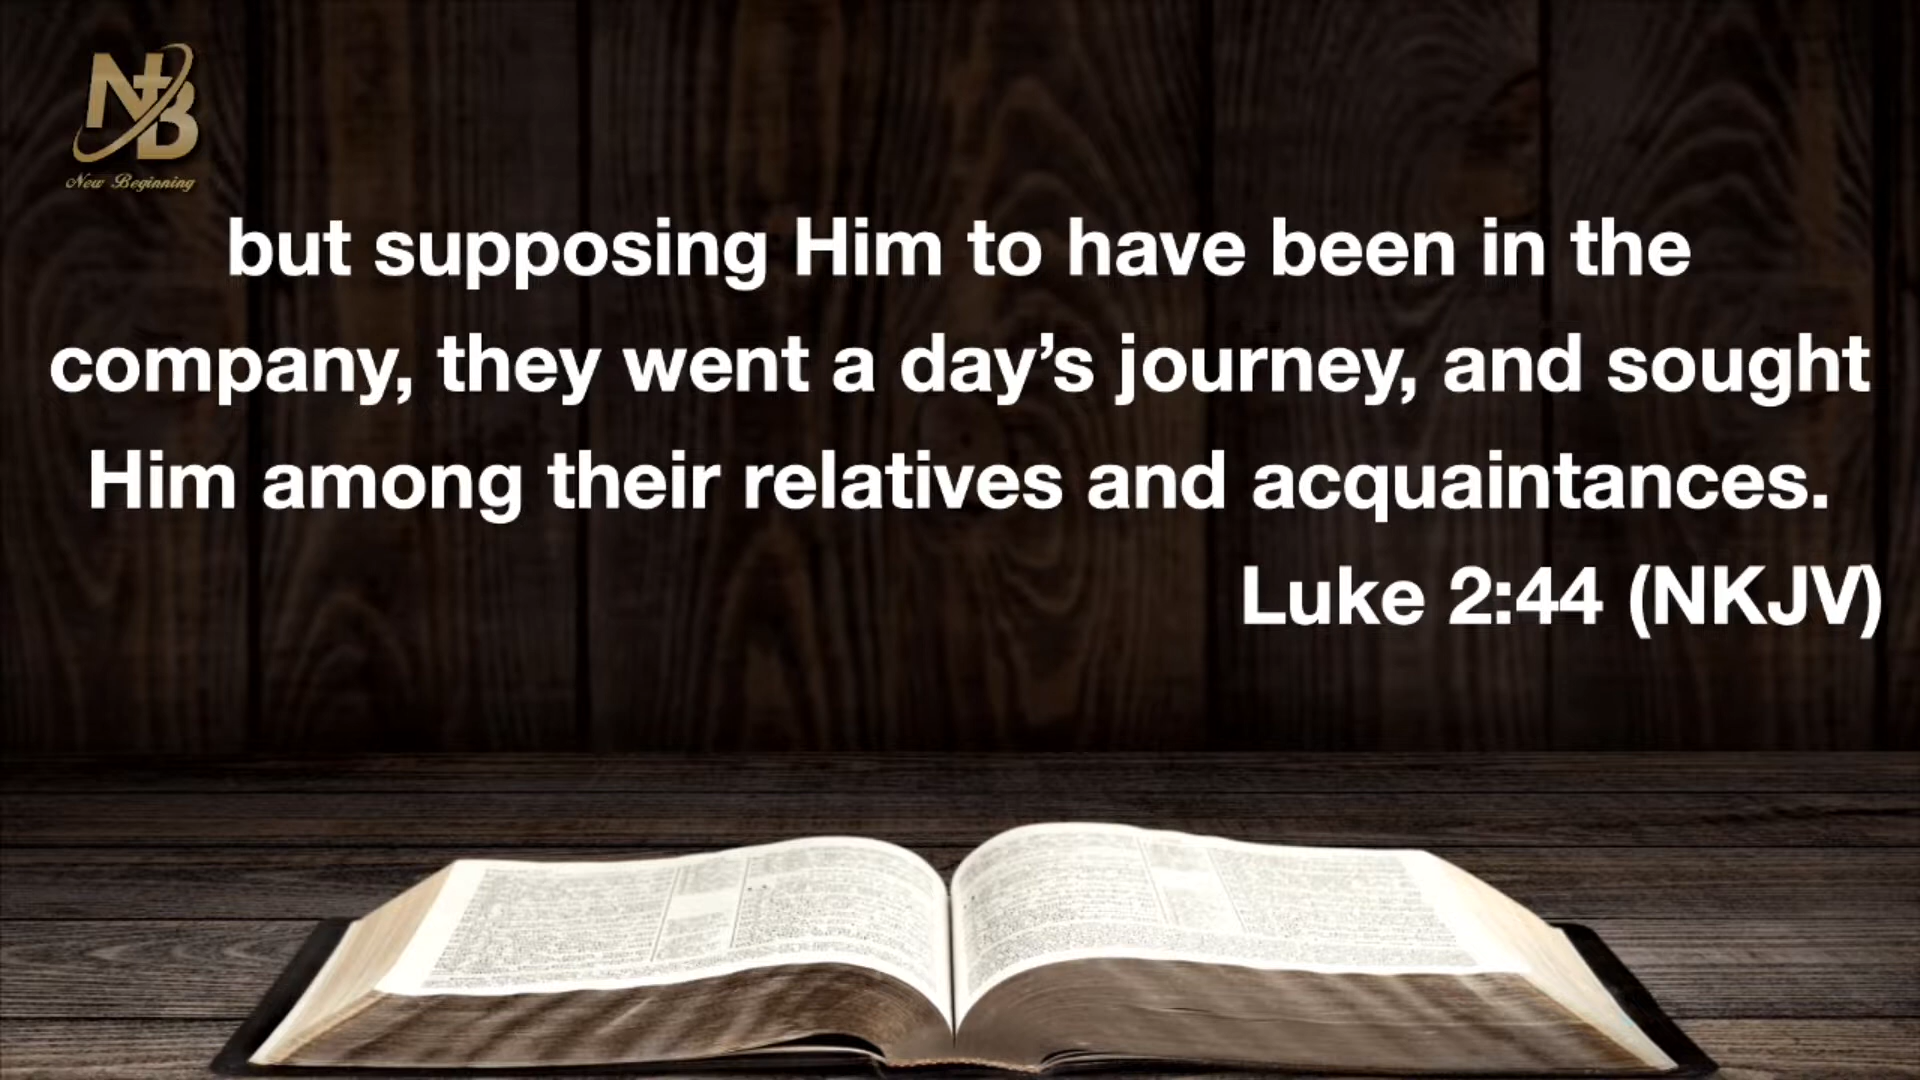 NB
New Beginning
but supposing Him to have been in the
company, they went a day’s journey, and sought
Him among their relatives and acquaintances.
Luke 2:44 (NKJV)